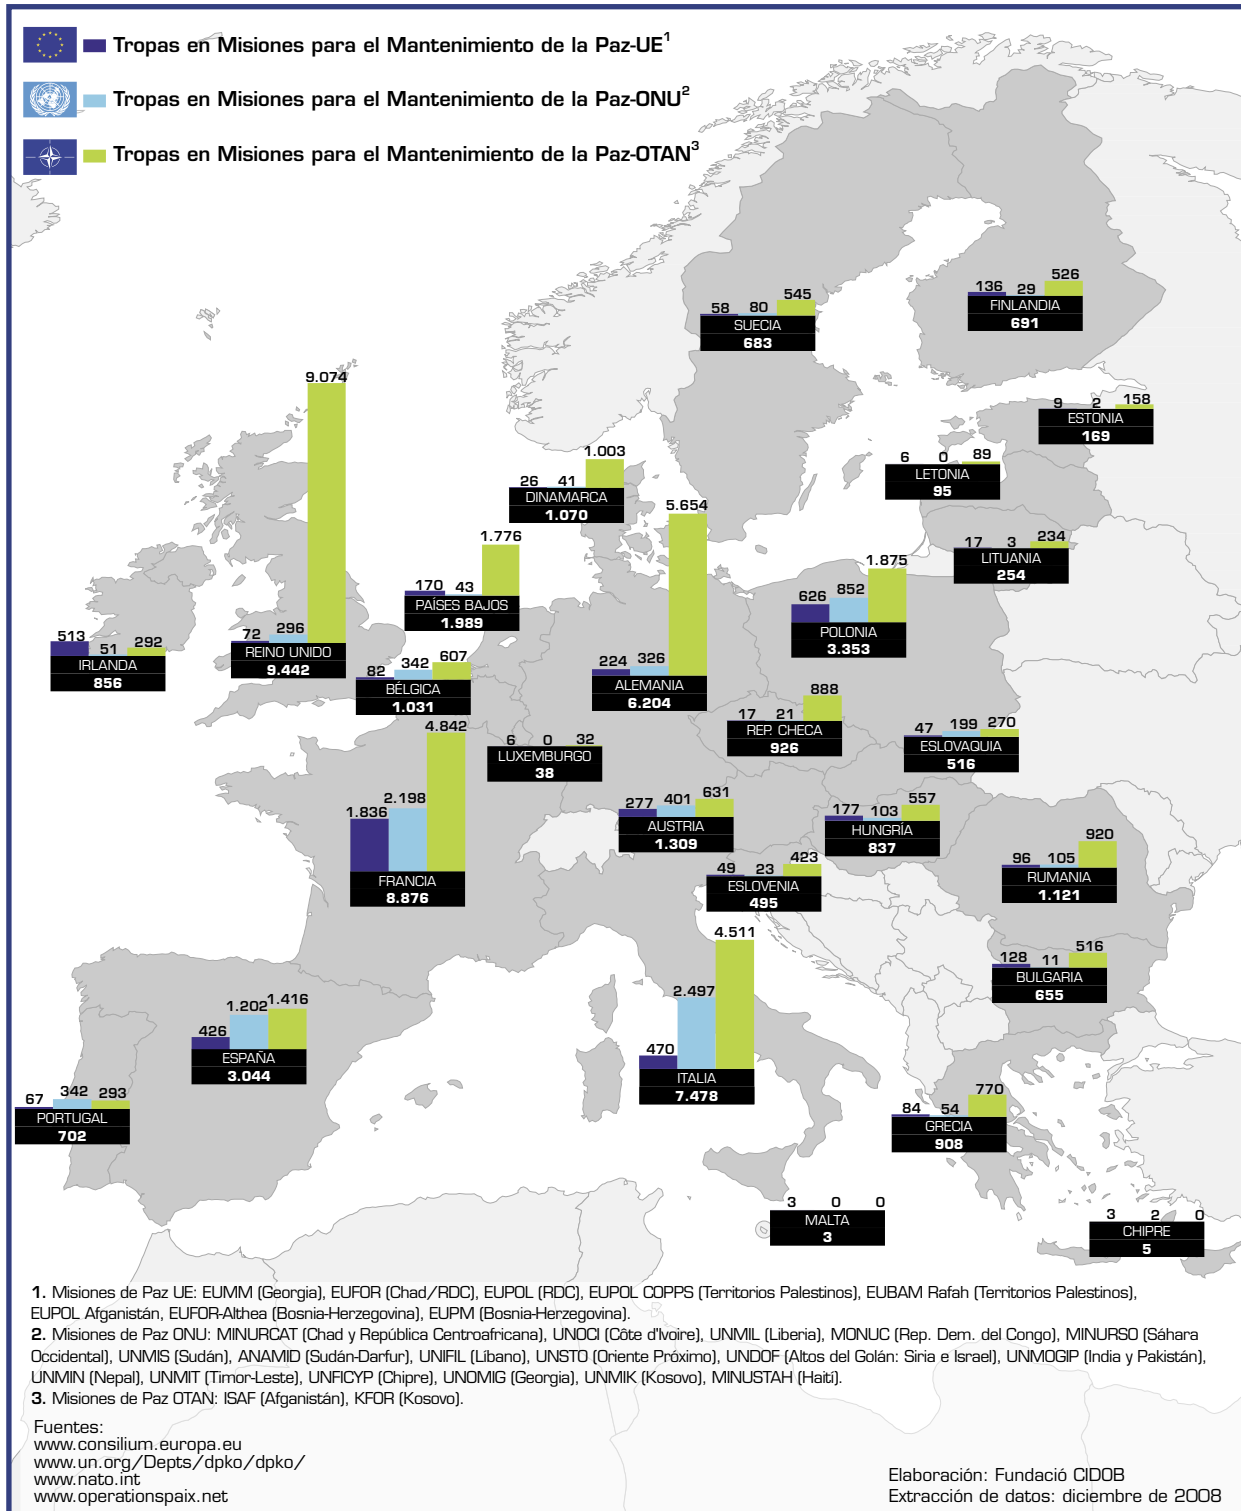 Tropas en Misiones para el Mantenimiento de la Paz-UE1
Tropas en Misiones para el Mantenimiento de la Paz-ONU2
Tropas en Misiones para el Mantenimiento de la Paz-OTAN3
136 29 526
FINLANDIA
691
58 80 545
SUECIA
683
9 2 158
ESTONIA
169
6 0 89
LETONIA
95
17 3 234
LITUANIA
254
26 41 1.003
DINAMARCA
1.070
72 296 9.074
REINO UNIDO
9.442
513 51 292
IRLANDA
856
170 43 1.776
PAÍSES BAJOS
1.989
82 342 607
BÉLGICA
1.031
224 326 5.654
ALEMANIA
6.204
626 852 1.875
POLONIA
3.353
17 21 888
REP. CHECA
926
47 199 270
ESLOVAQUIA
516
6 0 32
LUXEMBURGO
38
1.836 2.198 4.842
FRANCIA
8.876
277 401 631
AUSTRIA
1.309
177 103 557
HUNGRÍA
837
49 23 423
ESLOVENIA
495
96 105 920
RUMANIA
1.121
128 11 516
BULGARIA
655
426 1.202 1.416
ESPAÑA
3.044
67 342 293
PORTUGAL
702
470 2.497 4.511
ITALIA
7.478
84 54 770
GRECIA
908
3 0 0
MALTA
3
3 2 0
CHIPRE
5
1. Misiones de Paz UE: EUMM (Georgia), EUFOR (Chad/RDC), EUPOL (RDC), EUPOL COPPS (Territorios Palestinos), EUBAM Rafah (Territorios Palestinos),
EUPOL Afganistán, EUFOR-Althea (Bosnia-Herzegovina), EUPM (Bosnia-Herzegovina).
2. Misiones de Paz ONU: MINURCAT (Chad y República Centroafricana), UNOCI (Côte d'Ivoire), UNMIL (Liberia), MONUC (Rep. Dem. del Congo), MINURSO (Sáhara
Occidental), UNMIS (Sudán), ANAMID (Sudán-Darfur), UNIFIL (Líbano), UNSTO (Oriente Próximo), UNDOF (Altos del Golán: Siria e Israel), UNMOGIP (India y Pakistán),
UNMIN (Nepal), UNMIT (Timor-Leste), UNFICYP (Chipre), UNOMIG (Georgia), UNMIK (Kosovo), MINUSTAH (Haití).
3. Misiones de Paz OTAN: ISAF (Afganistán), KFOR (Kosovo).
Fuentes:
www.consilium.europa.eu
www.un.org/Depts/dpko/dpko/
www.nato.int
www.operationspaix.net
Elaboración: Fundació CIDOB
Extracción de datos: diciembre de 2008